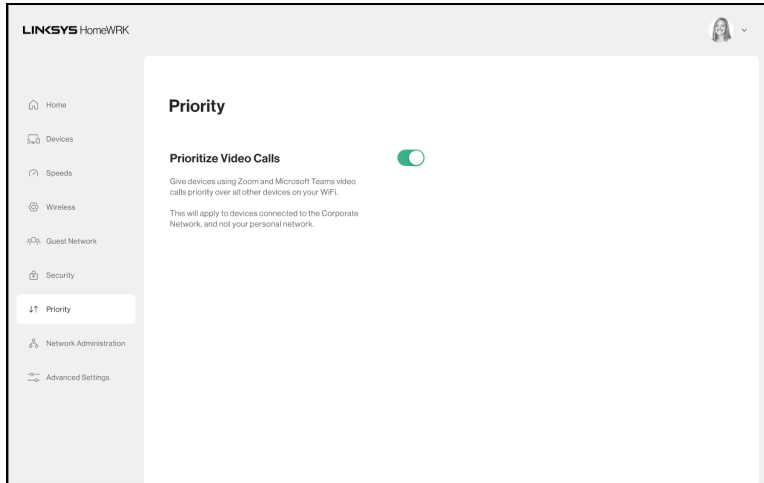 LINKSYS HomeWRK
Home
Devices
Speeds
Wireless
Guest Network
Security
Priority
Network Administration
Advanced Settings
Priority
Prioritize Video Calls
Give devices using Zoom and Microsoft Teams video
calls priority over all other devices on your WiFi.
This will apply to devices connected to the Corporate
Network, and not your personal network.